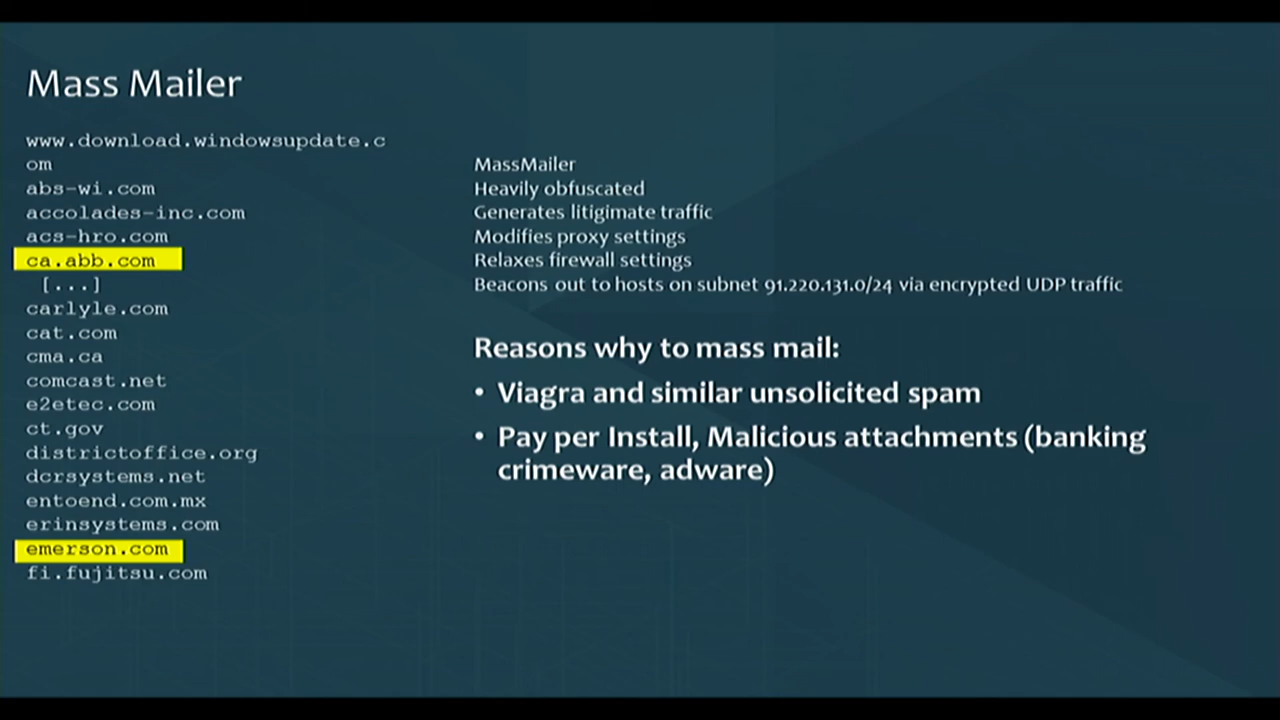 Mass Mailer
www.download.windowsupdate.c
om
abs-wi.com
accolades-inc.com
acs-hro.com
ca.abb.com
[...]
carlyle.com
cat.com
cma.ca
comcast.net
e2etec.com
ct.gov
districtoffice.org
dcrsystems.net
entoend.com.mx
erinsystems.com
emerson.com
fi.fujitsu.com
MassMailer
Heavily obfuscated
Generates litigimate traffic
Modifies proxy settings
Relaxes firewall settings
Beacons out to hosts on subnet 91.220.131.0/24 via encrypted UDP traffic
Reasons why to mass mail:
• Viagra and similar unsolicited spam
• Pay per Install, Malicious attachments (banking
crimeware, adware)